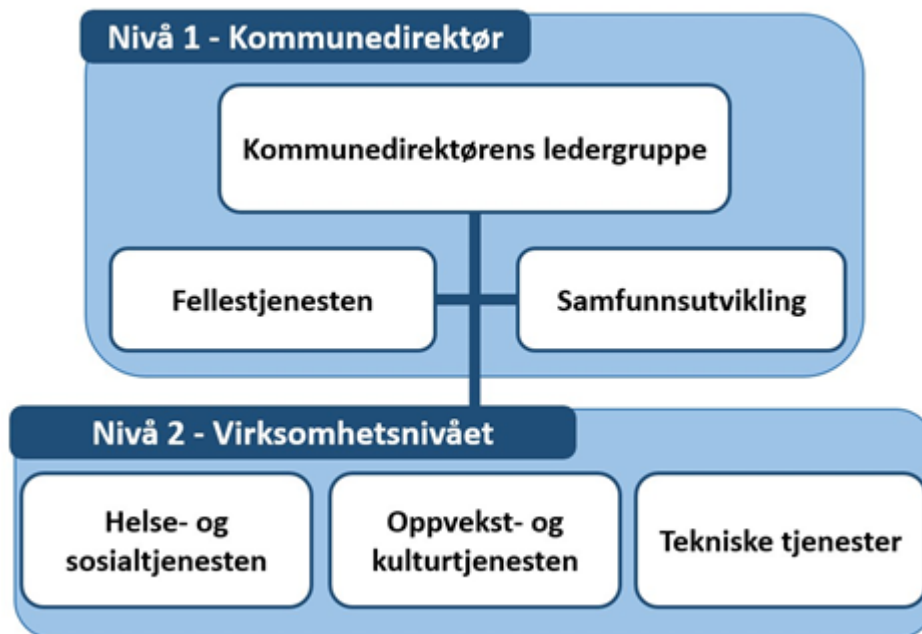 Nivå 1 - Kommunedirektør
Kommunedirektørens ledergruppe
Fellestjenesten
Samfunnsutvikling
Nivå 2 - Virksomhetsnivået
Helse- og
sosialtjenesten
Oppvekst- og
kulturtjenesten
Tekniske tjenester